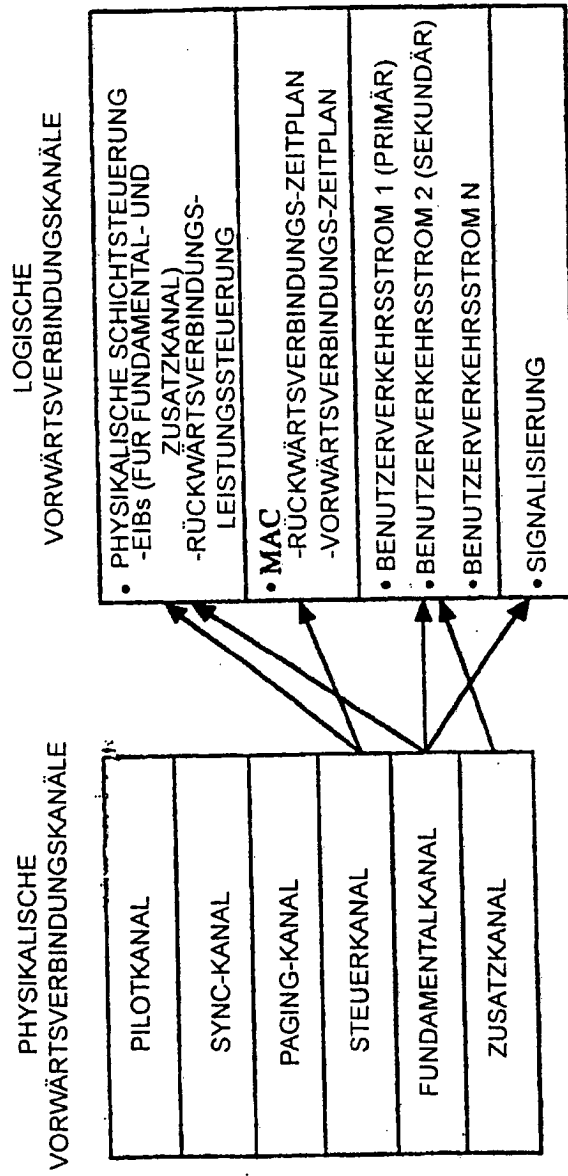 PHYSIKALISCHE
VORWÄRTSVERBINDUNGSKANÄLE
PILOTKANAL
SYNC-KANAL
PAGING-KANAL
STEUERKANAL
FUNDAMENTALKANAL
ZUSATZKANAL
LOGISCHE
VORWÄRTSVERBINDUNGSKANÄLE
• PHYSIKALISCHE SCHICHTSTEUERUNG
-EIBs (FÜR FUNDAMENTAL- UND
ZUSATZKANAL)
-RÜCKWÄRTSVERBINDUNGS-
LEISTUNGSSTEUERUNG
• MAC
-RÜCKWÄRTSVERBINDUNGS-ZEITPLAN
-VORWÄRTSVERBINDUNGS-ZEITPLAN
• BENUTZERVERKEHRSSTROM 1 (PRIMÄR)
• BENUTZERVERKEHRSSTROM 2 (SEKUNDÄR)
• BENUTZERVERKEHRSSTROM N
• SIGNALISIERUNG